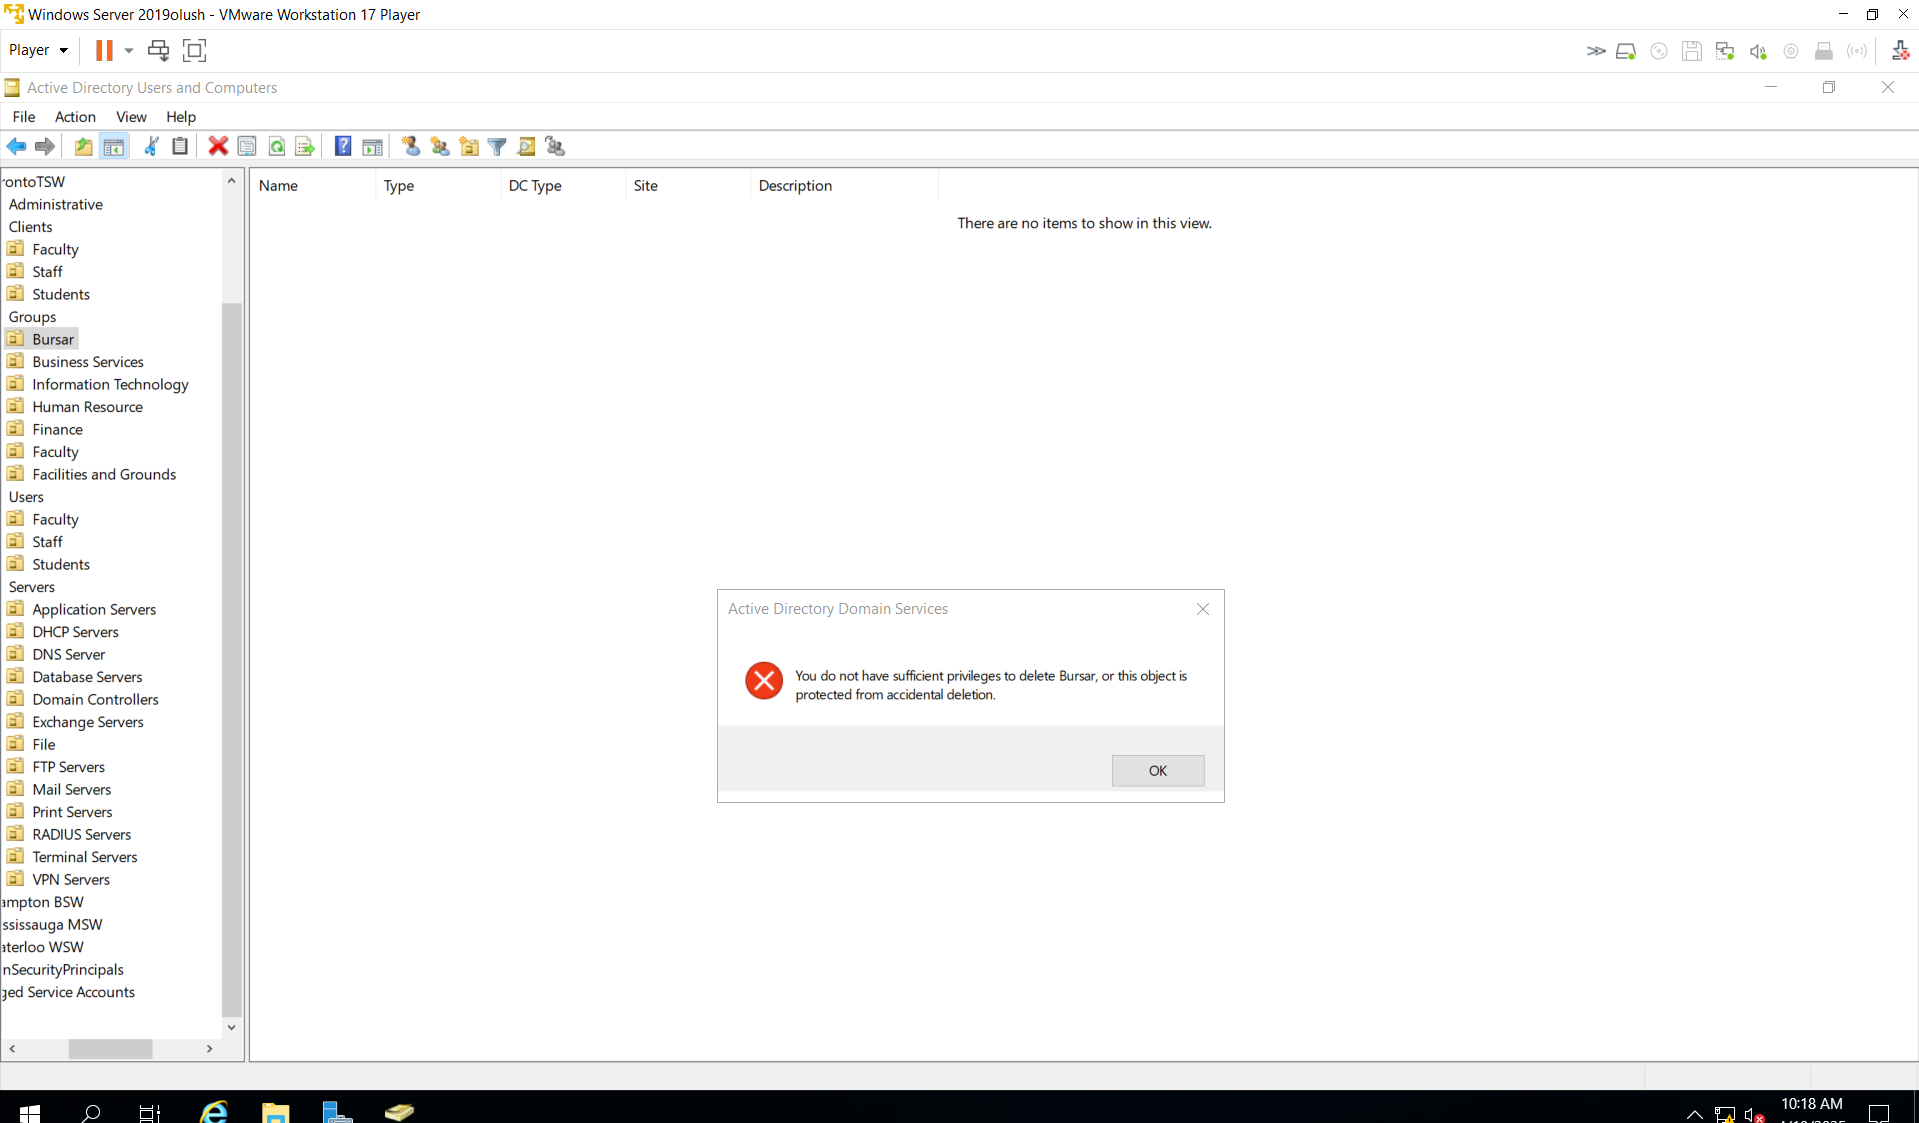 Windows Server 2019olush - VMware Workstation 17 Player
Player
Active Directory Users and Computers
File Action View Help
rontoTSW
Administrative
Clients
Faculty
Staff
Students
Groups
Bursar
Business Services
Information Technology
Human Resource
Finance
Faculty
Facilities and Grounds
Users
Faculty
Staff
Students
Servers
Application Servers
DHCP Servers
DNS Server
Database Servers
Domain Controllers
Exchange Servers
File
FTP Servers
Mail Servers
Print Servers
RADIUS Servers
Terminal Servers
VPN Servers
ampton BSW
ssissauga MSW
aterloo WSW
nSecurityPrincipals
ged Service Accounts
Name Type DC Type Site Description
There are no items to show in this view.
Active Directory Domain Services
You do not have sufficient privileges to delete Bursar, or this object is
protected from accidental deletion.
OK
10:18 AM